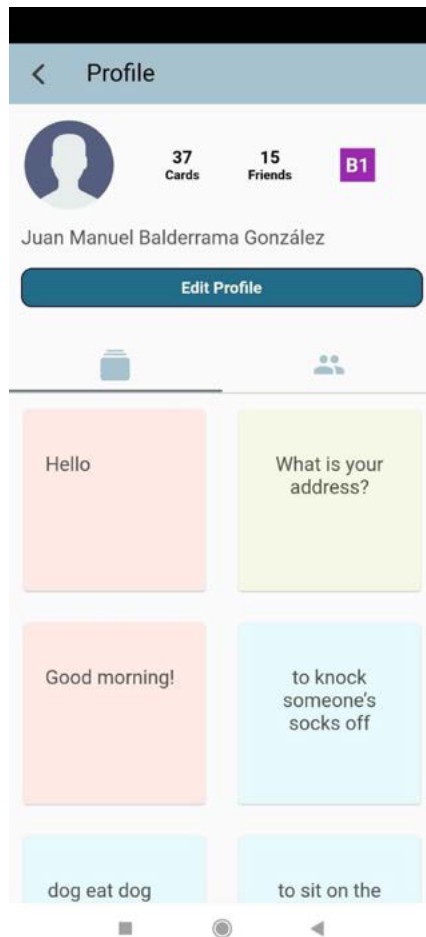 Profile
37
Cards
15
Friends
B1
Juan Manuel Balderrama González
Edit Profile
Hello
What is your
address?
Good morning!
to knock
someone's
socks off
dog eat dog
to sit on the